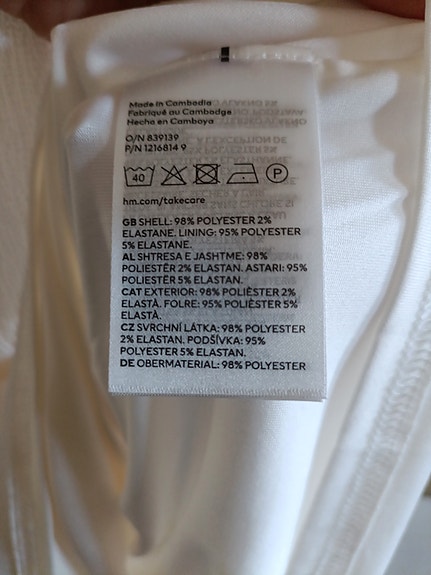 Made in Cambodia
Fabriqué au Cambodge
Hecho en Camboya
O/N 839139
P/N 1216814 9
40 P
hm.com/takecare
GB SHELL: 98% POLYESTER 2%
ELASTANE. LINING: 95% POLYESTER
5% ELASTANE.
AL SHTRESA E JASHTME: 98%
POLIESTËR 2% ELASTAN. ASTARI: 95%
POLIESTËR 5% ELASTAN.
CAT EXTERIOR: 98% POLIÈSTER 2%
ELASTÀ. FOLRE: 95% POLIÈSTER 5%
ELASTÀ.
CZ SVRCHNÍ LÁTKA: 98% POLYESTER
2% ELASTAN. PODŠÍVKA: 95%
POLYESTER 5% ELASTAN.
DE OBERMATERIAL: 98% POLYESTER